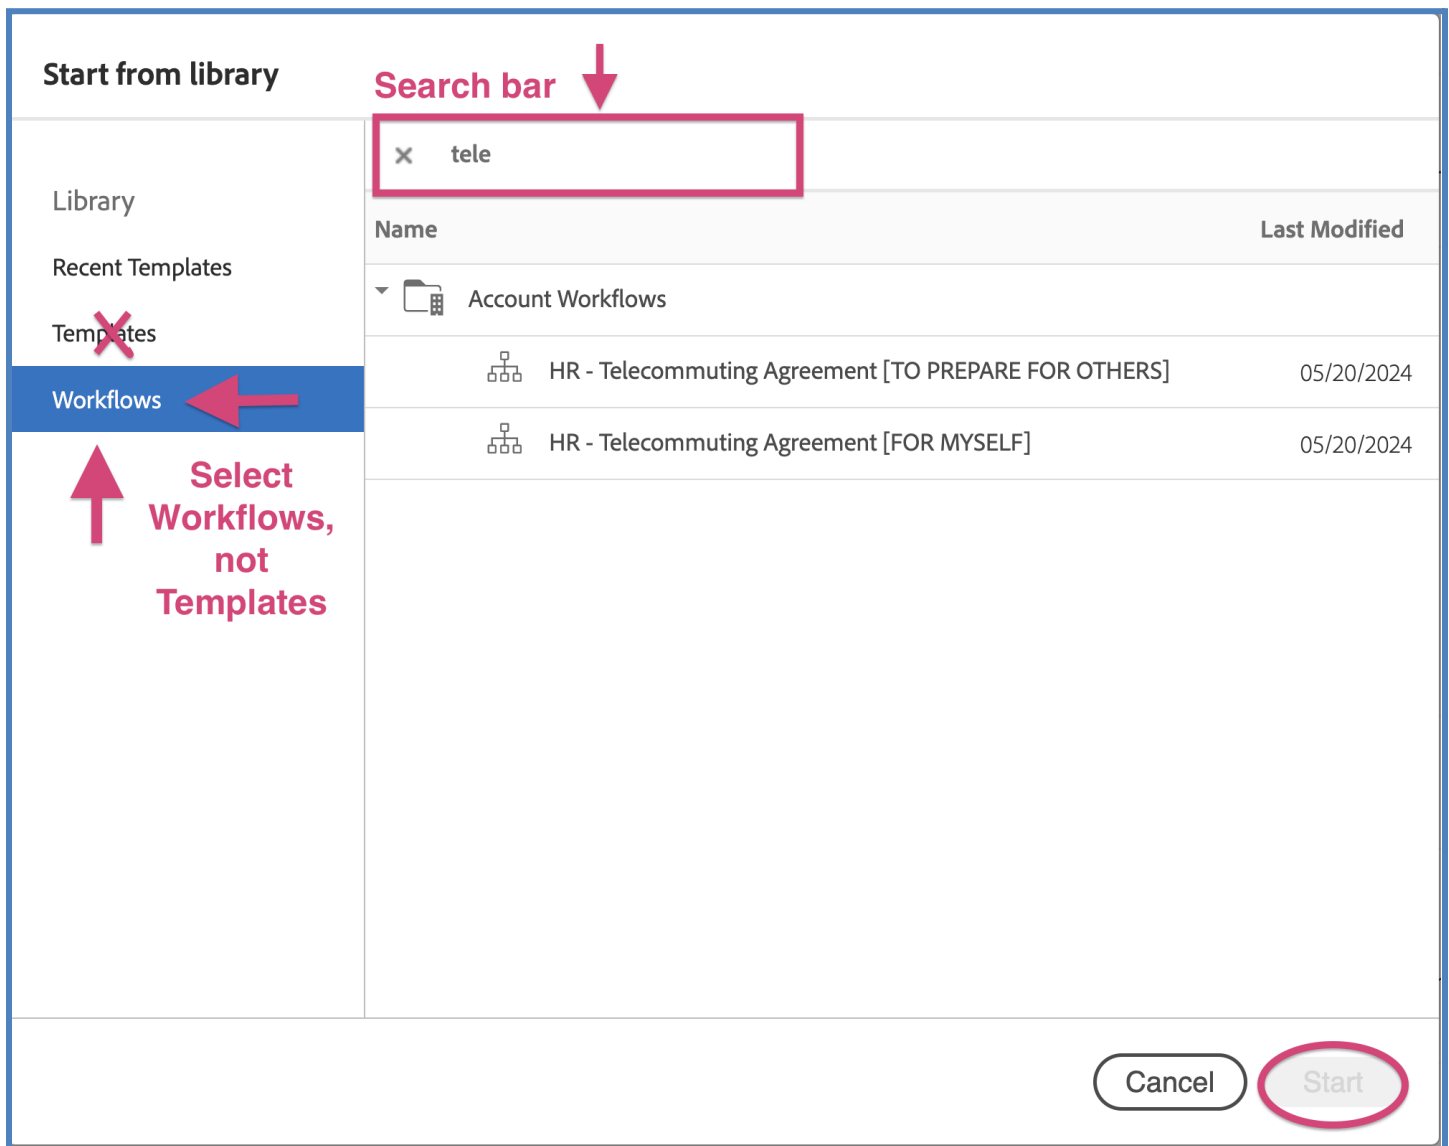 Start from library
Search bar
tele
Library
Recent Templates
Templates
Workflows
Select
Workflows,
not
Templates
Name Last Modified
Account Workflows
HR - Telecommuting Agreement [TO PREPARE FOR OTHERS] 05/20/2024
HR - Telecommuting Agreement [FOR MYSELF] 05/20/2024
Cancel Start